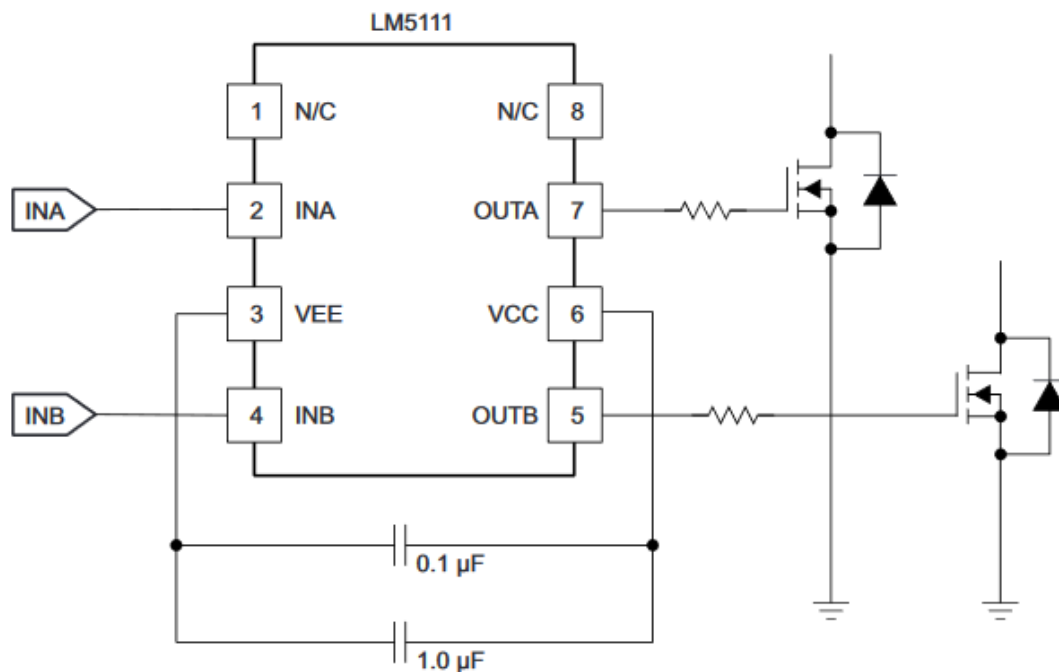 LM5111
1 N/C N/C 8
INA 2 INA OUTA 7
3 VEE VCC 6
INB 4 INB OUTB 5
0.1 µF
1.0 µF